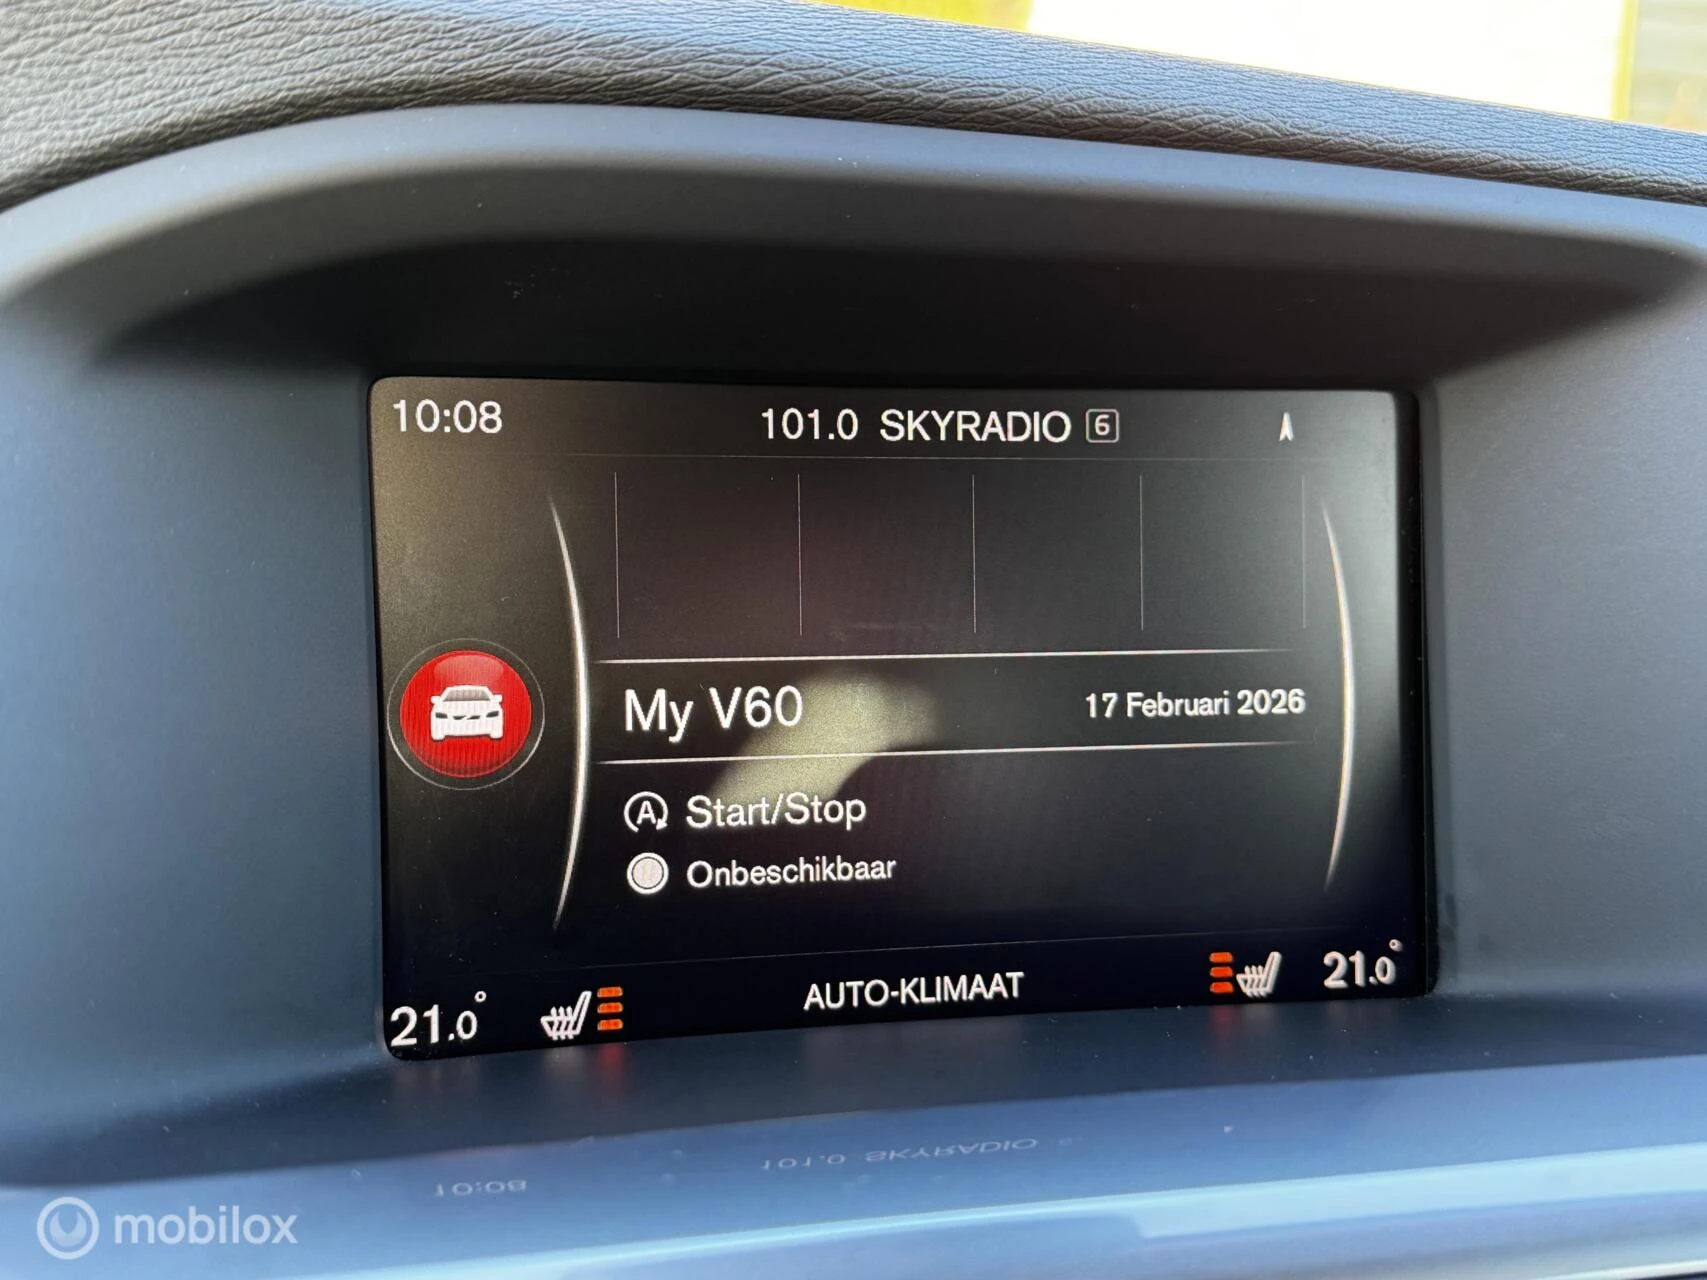 10:08
101.0 SKYRADIO 6
My V60
17 Februari 2026
A Start/Stop
Onbeschikbaar
21.0°
AUTO-KLIMAAT
21.0°
101.0 SKYRADIO
10:08
mobilox